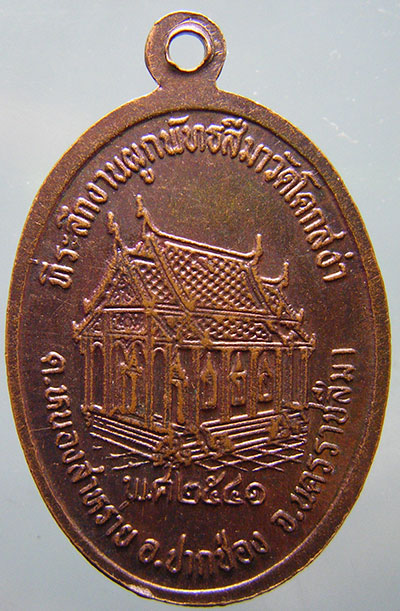 ที่ระลึกงานผูกพัทธสีมาวัดโคกสง่า
พ.ศ.๒๕๔๑
ต.หนองสาหร่าย อ.ปากช่อง จ.นครราชสีมา